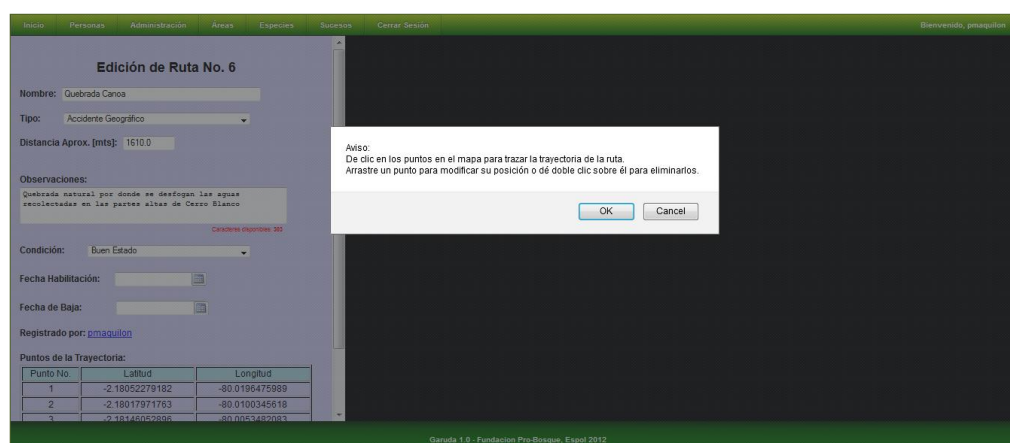 Inicio Personas Administración Áreas Especies Sucesos Cerrar Sesión Bienvenido, pmaquilon
Edición de Ruta No. 6
Nombre: Quebrada Canoa
Tipo: Accidente Geográfico
Distancia Aprox. [mts]: 1610.0
Observaciones:
Quebrada natural por donde se desfogan las aguas
recolectadas en las partes altas de Cerro Blanco
Caracteres disponibles: 303
Condición: Buen Estado
Fecha Habilitación:
Fecha de Baja:
Registrado por: pmaquilon
Puntos de la Trayectoria:
Punto No. Latitud Longitud
1 -2.18052279182 -80.0196475989
2 -2.18017971763 -80.0100345618
3 -2.18146052896 -80.0053482083
Aviso:
De clic en los puntos en el mapa para trazar la trayectoria de la ruta.
Arrastre un punto para modificar su posición o dé doble clic sobre él para eliminarlos.
OK Cancel
Garuda 1.0 - Fundacion Pro-Bosque, Espol 2012